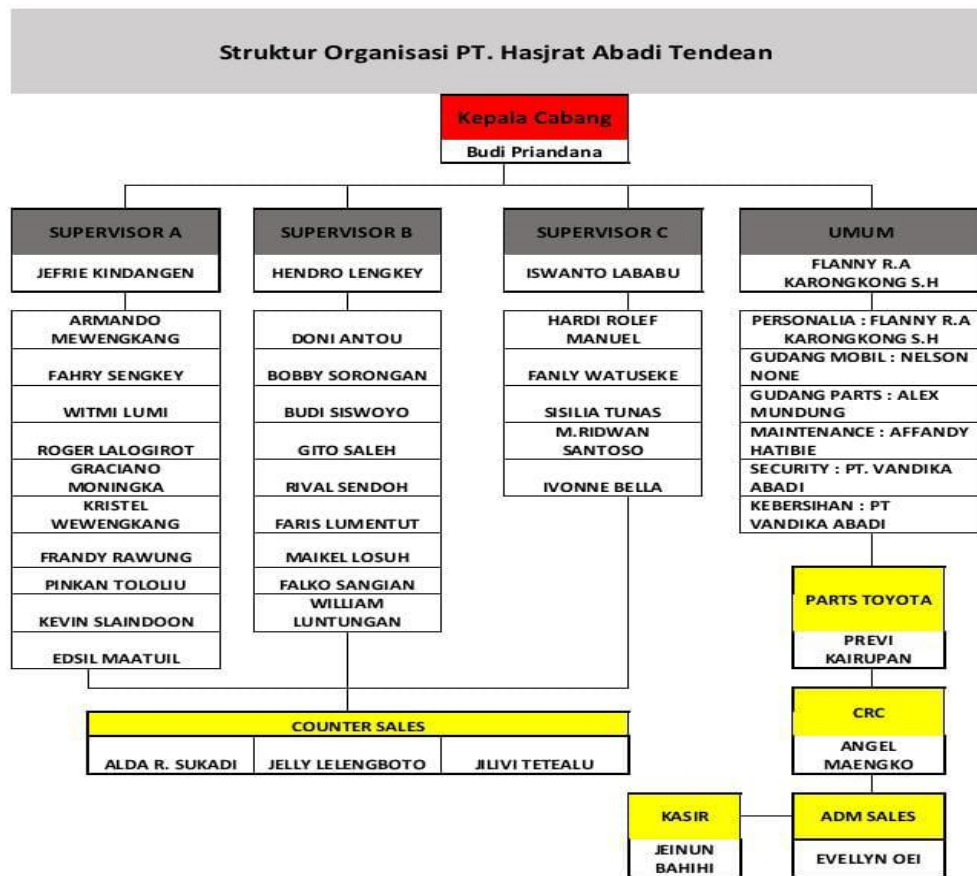 Struktur Organisasi PT. Hasjrat Abadi Tendean
Kepala Cabang
Budi Priandana
SUPERVISOR A
JEFRIE KINDANGEN
ARMANDO
MEWENGKANG
FAHRY SENGKEY
WITMI LUMI
ROGER LALOGIROT
GRACIANO
MONINGKA
KRISTEL
WEWENGKANG
FRANDY RAWUNG
PINKAN TOLOLIU
KEVIN SLAINDOON
EDSIL MAATUIL
SUPERVISOR B
HENDRO LENGKEY
DONI ANTOU
BOBBY SORONGAN
BUDI SISWOYO
GITO SALEH
RIVAL SENDOH
FARIS LUMENTUT
MAIKEL LOSUH
FALKO SANGIAN
WILLIAM
LUNTUNGAN
SUPERVISOR C
ISWANTO LABABU
HARDI ROLEF
MANUEL
FANLY WATUSEKE
SISILIA TUNAS
M.RIDWAN
SANTOSO
IVONNE BELLA
UMUM
FLANNY R.A
KARONGKONG S.H
PERSONALIA : FLANNY R.A
KARONGKONG S.H
GUDANG MOBIL : NELSON
NONE
GUDANG PARTS : ALEX
MUNDUNG
MAINTENANCE : AFFANDY
HATIBIE
SECURITY : PT. VANDIKA
ABADI
KEBERSIHAN : PT
VANDIKA ABADI
COUNTER SALES
ALDA R. SUKADI
JELLY LELENGBOTO
JILIVI TETEALU
PARTS TOYOTA
PREVI
KAIRUPAN
CRC
ANGEL
MAENGKO
KASIR
JEINUN
BAHIHI
ADM SALES
EVELLYN OEI